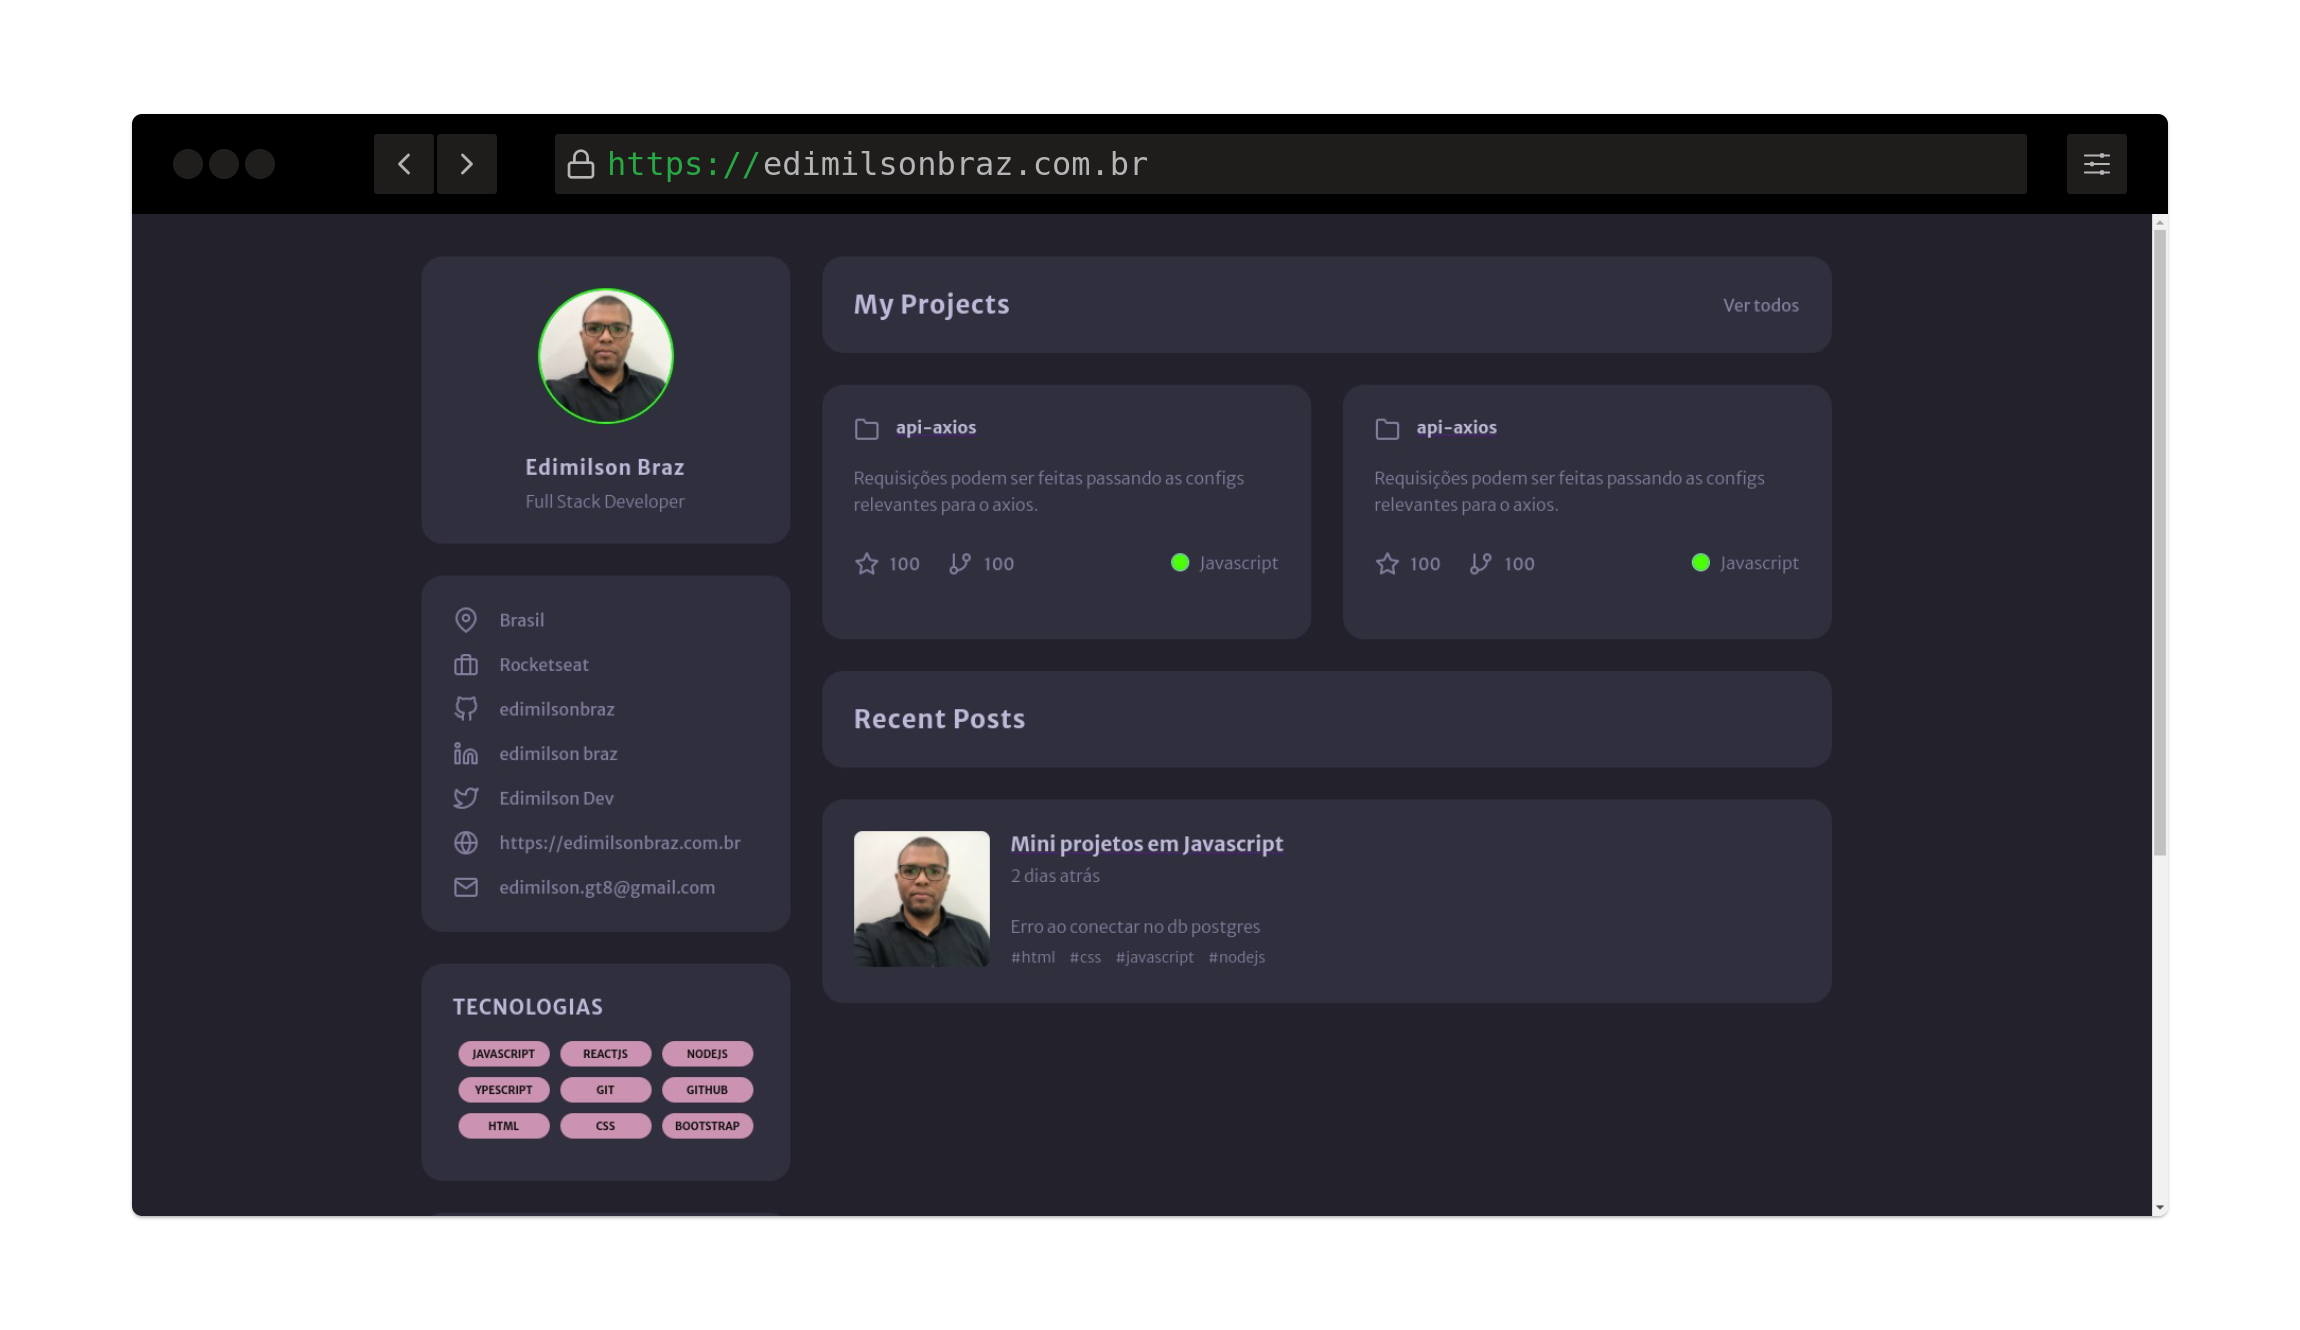 https://edimilsonbraz.com.br
Edimilson Braz
Full Stack Developer
Brasil
Rocketseat
edimilsonbraz
edimilson braz
Edimilson Dev
https://edimilsonbraz.com.br
edimilson.gt8@gmail.com
TECNOLOGIAS
JAVASCRIPT REACTJS NODEJS
YPESCRIPT GIT GITHUB
HTML CSS BOOTSTRAP
My Projects Ver todos
api-axios
Requisições podem ser feitas passando as configs
relevantes para o axios.
100 100 Javascript
api-axios
Requisições podem ser feitas passando as configs
relevantes para o axios.
100 100 Javascript
Recent Posts
Mini projetos em Javascript
2 dias atrás
Erro ao conectar no db postgres
#html #css #javascript #nodejs